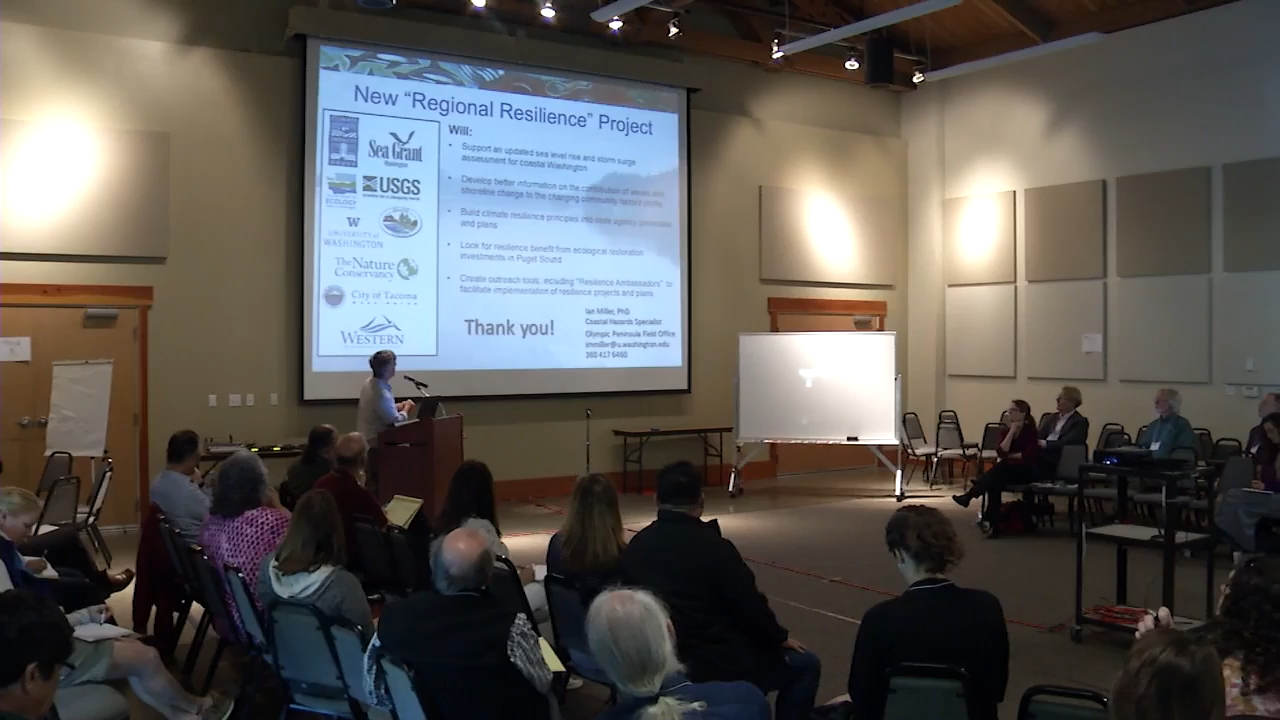 New "Regional Resilience" Project
Will:
Sea Grant
Washington
• Support an updated sea level rise and storm surge
assessment for coastal Washington
USGS
ECOLOGY
• Develop better information on the contribution of waves and
shoreline change to the changing community hazard profile
W
UNIVERSITY of
WASHINGTON
• Build climate resilience principles into state agency
and plans
The Nature
Conservancy
• Look for resilience benefit from ecological restoration
investments in Puget Sound
City of Tacoma
WASHINGTON
• Create outreach tools, including "Resilience Ambassadors" to
facilitate implementation of resilience projects and plans
WESTERN
Thank you!
Ian Miller, PhD
Coastal Hazards Specialist
Olympic Peninsula Field Office
immiller@u.washington.edu
360 417 6460